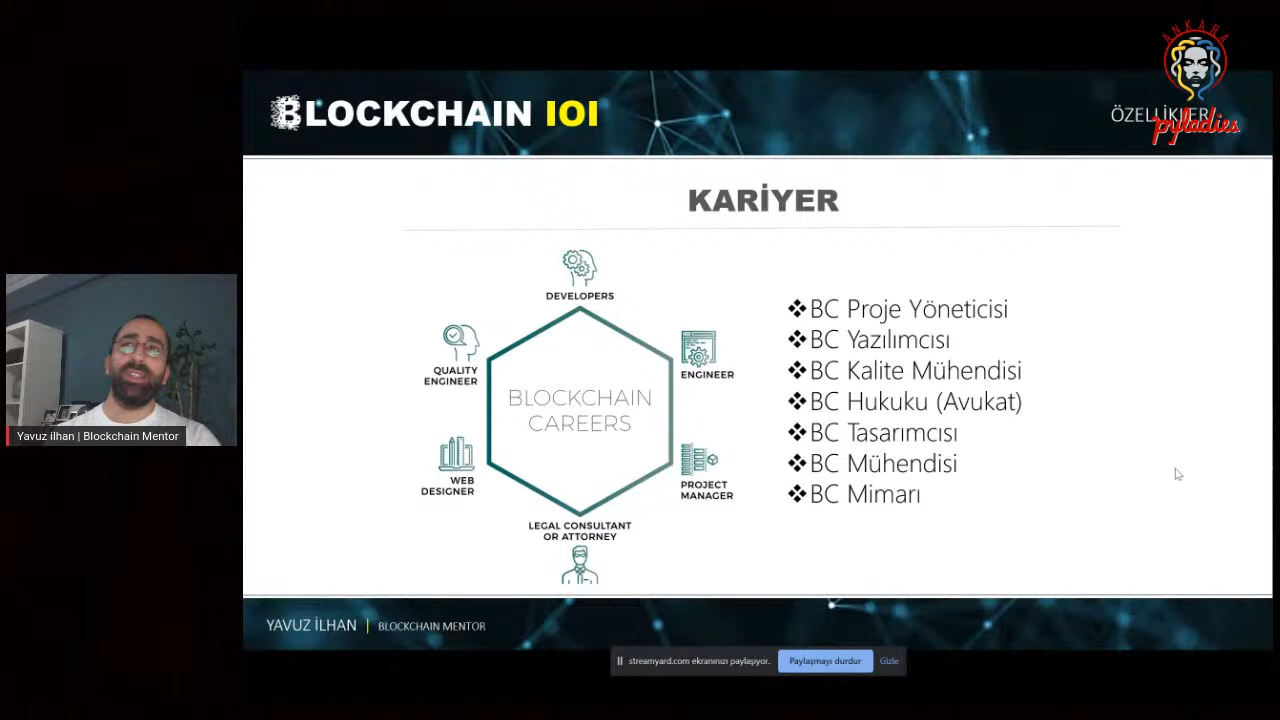 ANKARA
pyladies
BLOCKCHAIN IOI
ÖZELLİKLER
KARİYER
DEVELOPERS
QUALITY
ENGINEER
ENGINEER
BLOCKCHAIN
CAREERS
WEB
DESIGNER
PROJECT
MANAGER
LEGAL CONSULTANT
OR ATTORNEY
❖BC Proje Yöneticisi
❖BC Yazılımcısı
❖BC Kalite Mühendisi
❖BC Hukuku (Avukat)
❖BC Tasarımcısı
❖BC Mühendisi
❖BC Mimarı
Yavuz ilhan | Blockchain Mentor
YAVUZ İLHAN | BLOCKCHAIN MENTOR
streamyard.com ekranınızı paylaşıyor.
Paylaşmayı durdur
Gizle